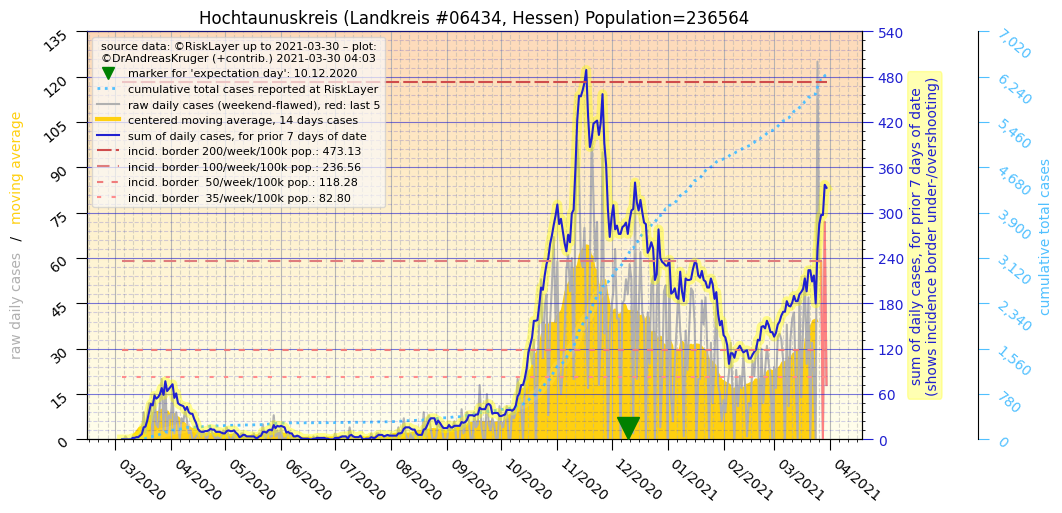 Hochtaunuskreis (Landkreis #06434, Hessen) Population=236564
source data: ©RiskLayer up to 2021-03-30 – plot:
©DrAndreasKruger (+contrib.) 2021-03-30 04:03
marker for 'expectation day': 10.12.2020
cumulative total cases reported at RiskLayer
raw daily cases (weekend-flawed), red: last 5
centered moving average, 14 days cases
sum of daily cases, for prior 7 days of date
incid. border 200/week/100k pop.: 473.13
incid. border 100/week/100k pop.: 236.56
incid. border  50/week/100k pop.: 118.28
incid. border  35/week/100k pop.: 82.80
raw daily cases  /  moving average
135
120
105
90
75
60
45
30
15
0
03/2020
04/2020
05/2020
06/2020
07/2020
08/2020
09/2020
10/2020
11/2020
12/2020
01/2021
02/2021
03/2021
04/2021
540
480
420
360
300
240
180
120
60
0
sum of daily cases, for prior 7 days of date
(shows incidence border under-/overshooting)
7,020
6,240
5,460
4,680
3,900
3,120
2,340
1,560
780
0
cumulative total cases